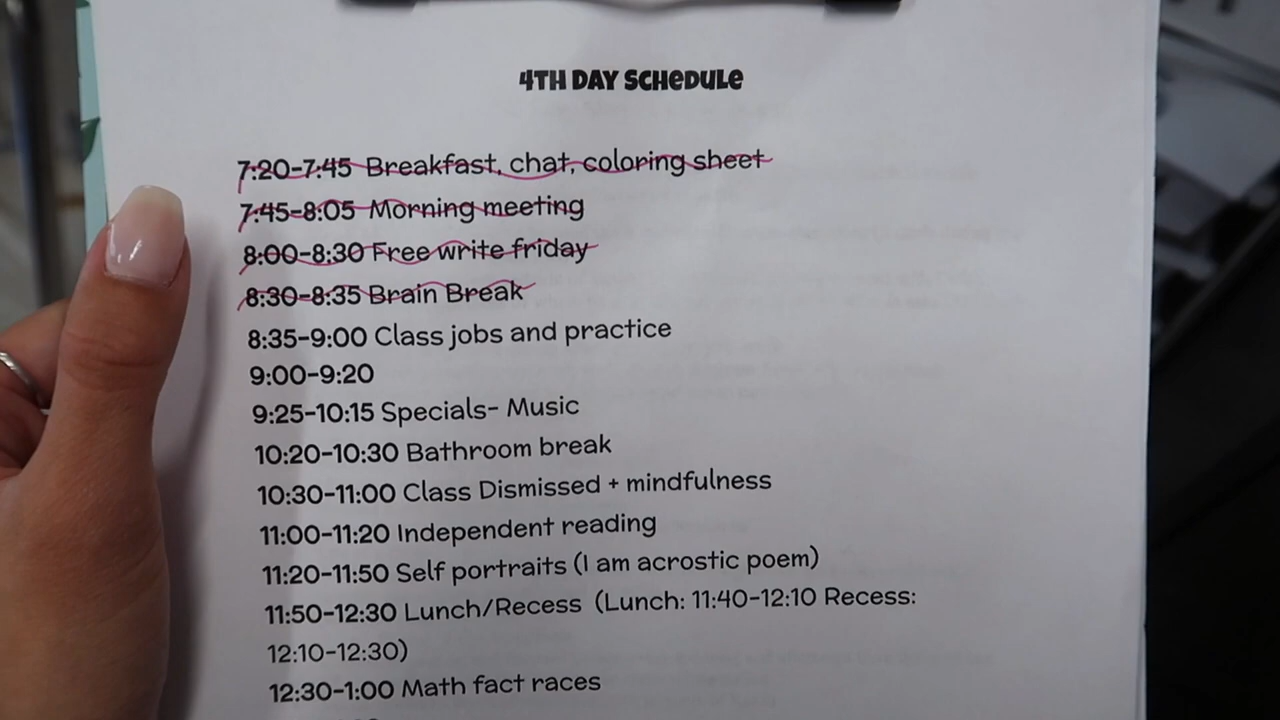 4TH DAY SCHEDULE
7:20-7:45 Breakfast, chat, coloring sheet
7:45-8:05 Morning meeting
8:00-8:30 Free write friday
8:30-8:35 Brain Break
8:35-9:00 Class jobs and practice
9:00-9:20
9:25-10:15 Specials- Music
10:20-10:30 Bathroom break
10:30-11:00 Class Dismissed + mindfulness
11:00-11:20 Independent reading
11:20-11:50 Self portraits (I am acrostic poem)
11:50-12:30 Lunch/Recess (Lunch: 11:40-12:10 Recess:
12:10-12:30)
12:30-1:00 Math fact races